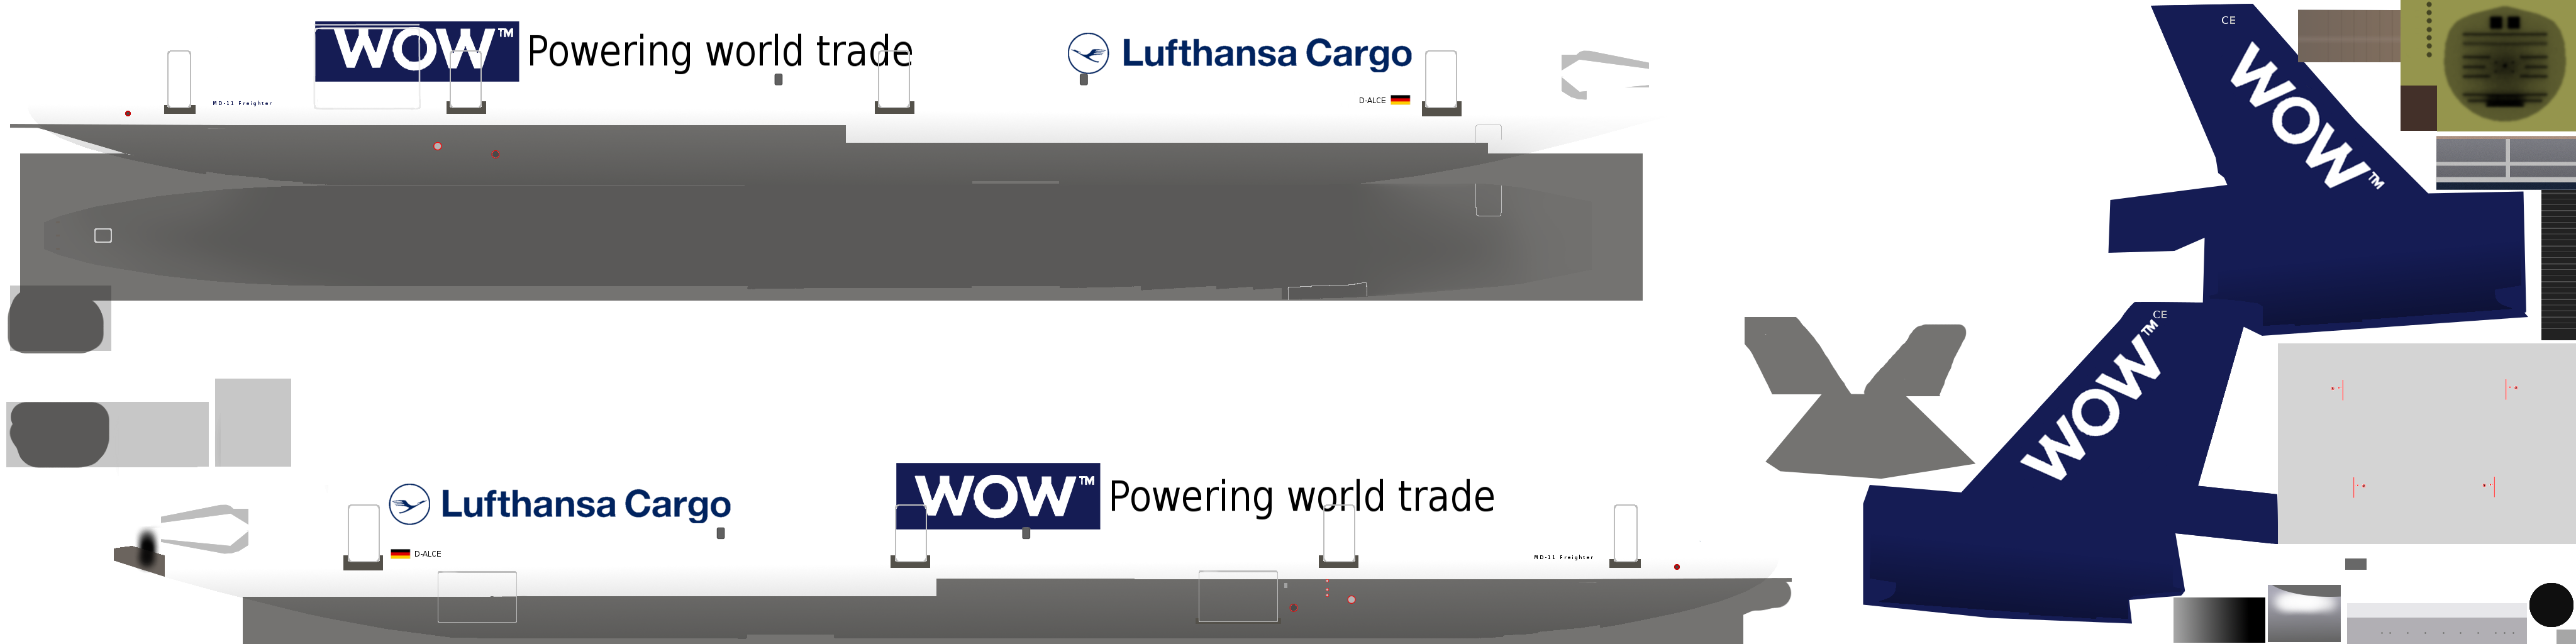 WOW™ Powering world trade
Lufthansa Cargo
MD-11 Freighter
D-ALCE
CE
WOW™
CE
WOW™
Lufthansa Cargo
WOW™ Powering world trade
D-ALCE
MD-11 Freighter